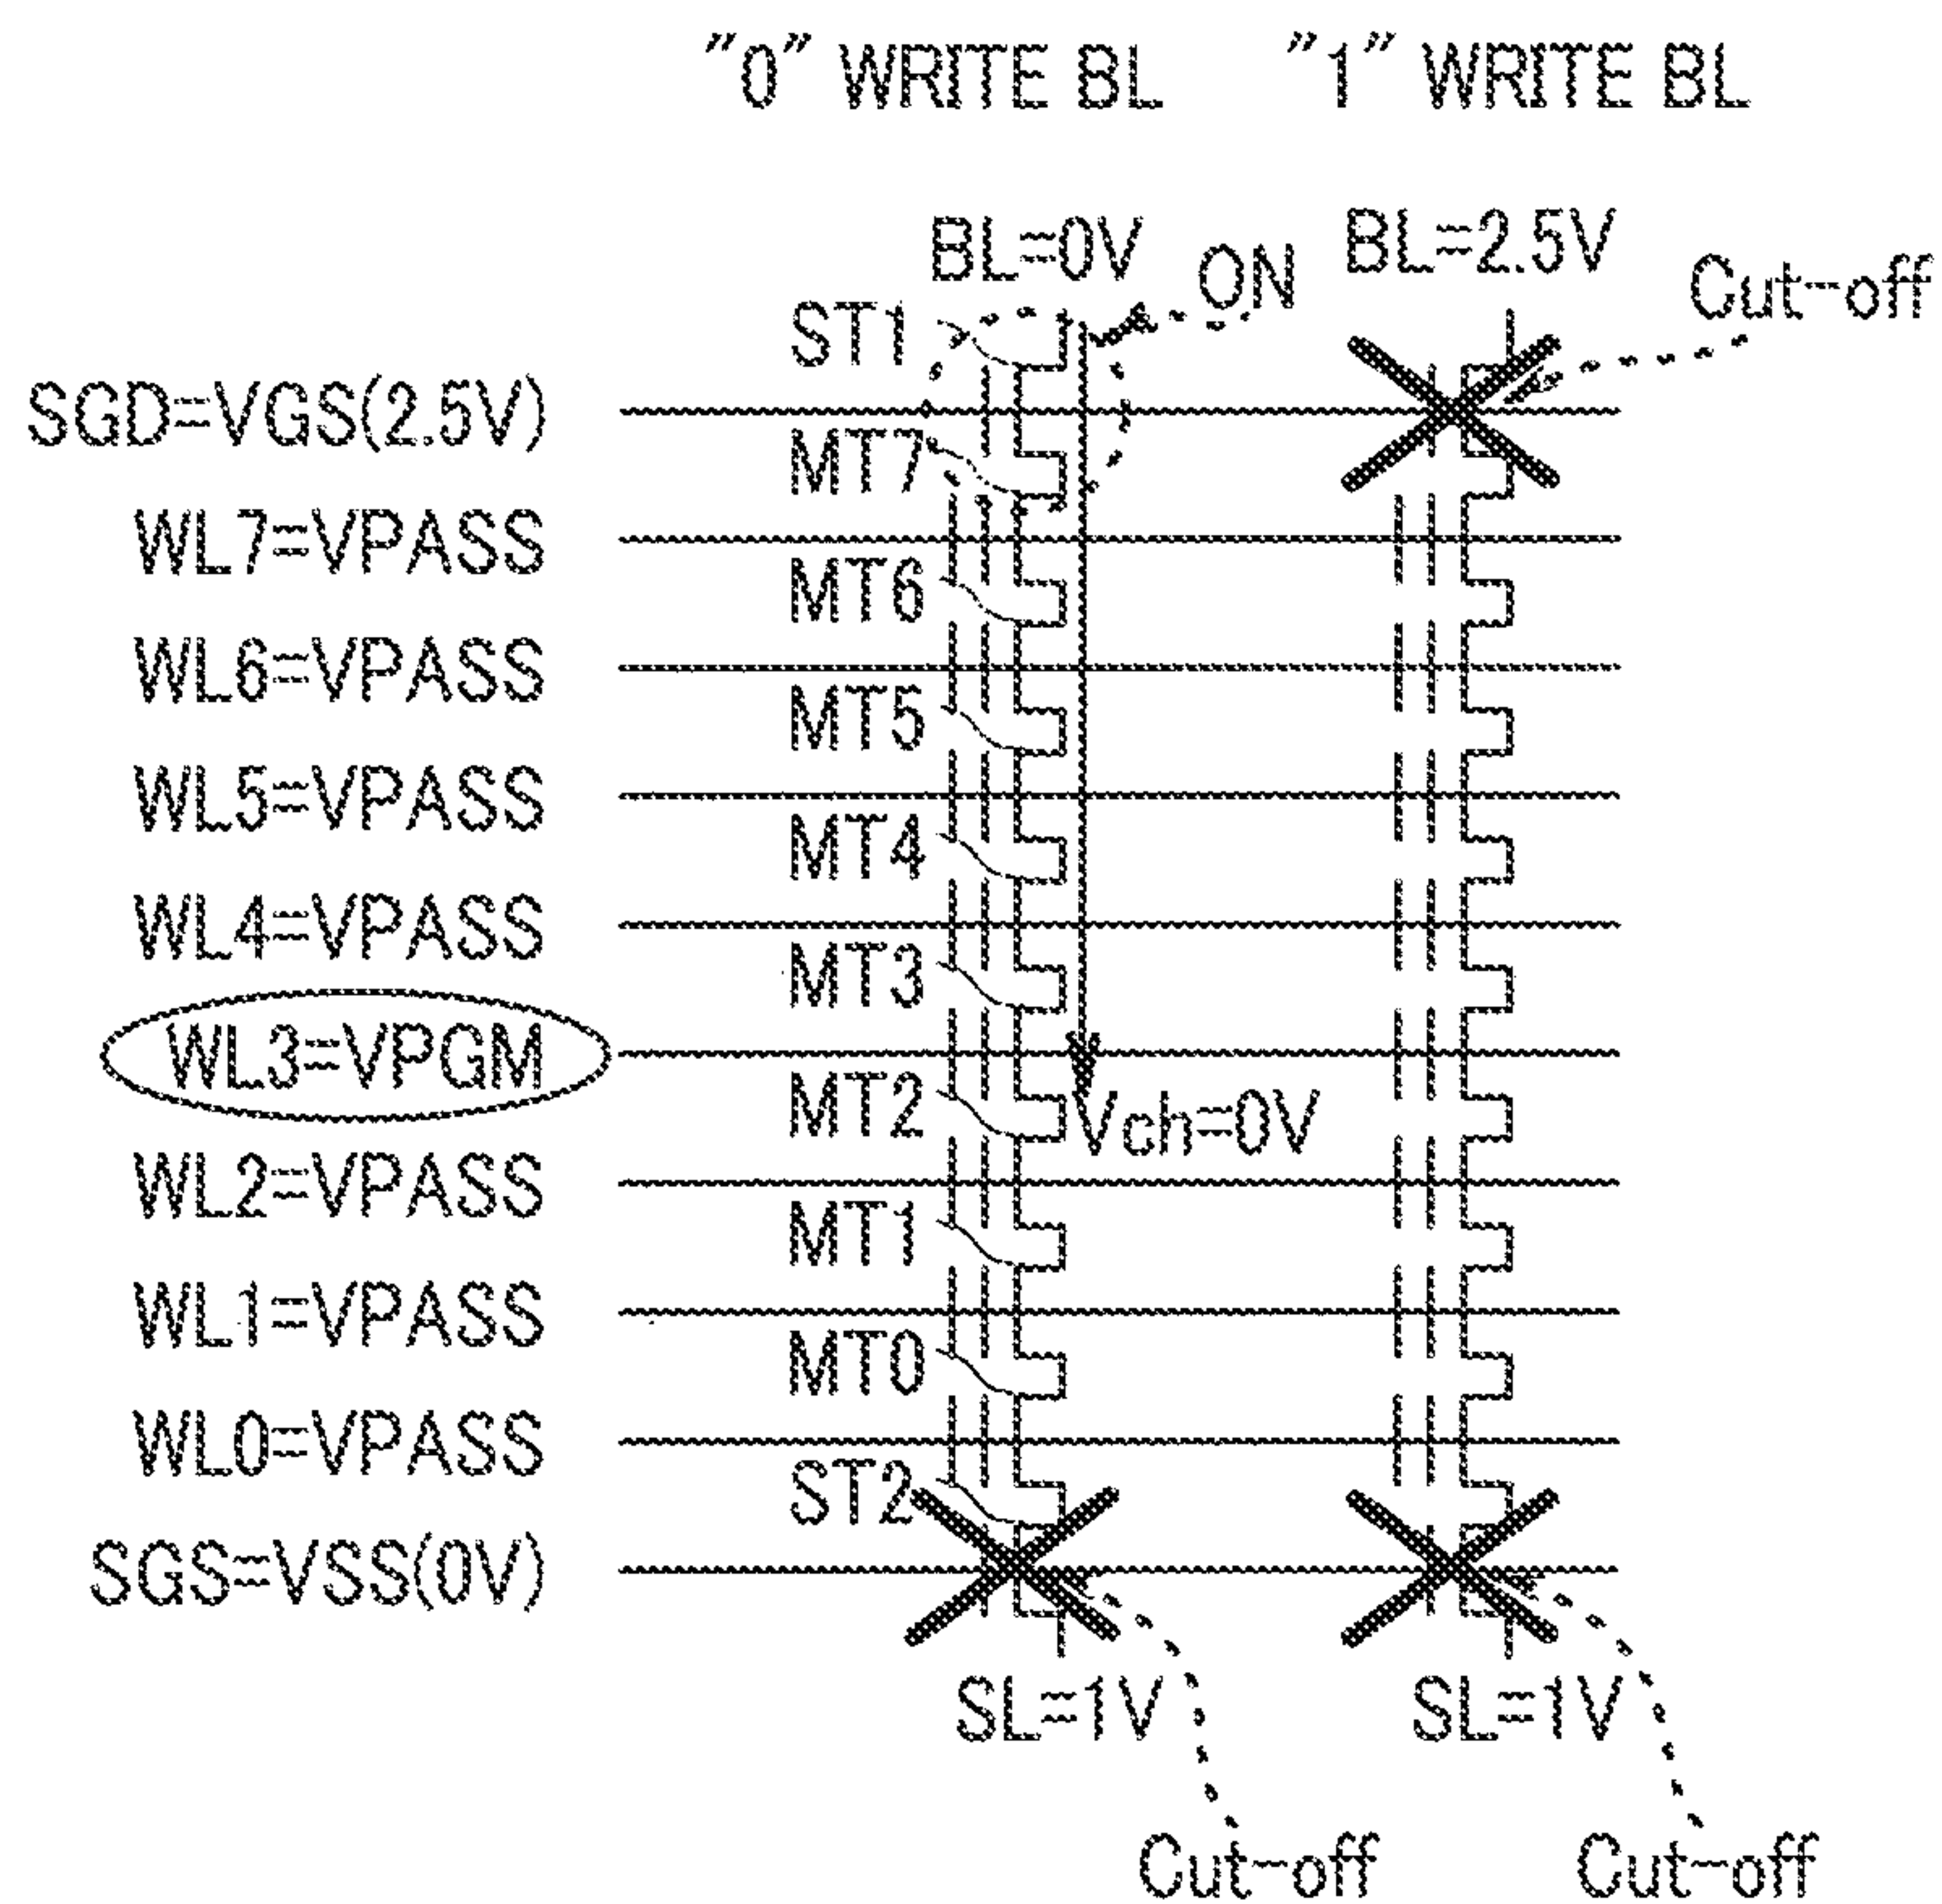 "0" WRITE BL "1" WRITE BL
BL=0V ON BL=2.5V Cut-off
ST1
SGD=VGS(2.5V)
MT7
WL7=VPASS
MT6
WL6=VPASS
MT5
WL5=VPASS
MT4
WL4=VPASS
MT3
WL3=VPGM
MT2 Vch=0V
WL2=VPASS
MT1
WL1=VPASS
MT0
WL0=VPASS
ST2
SGS=VSS(0V)
SL=1V SL=1V
Cut-off Cut-off